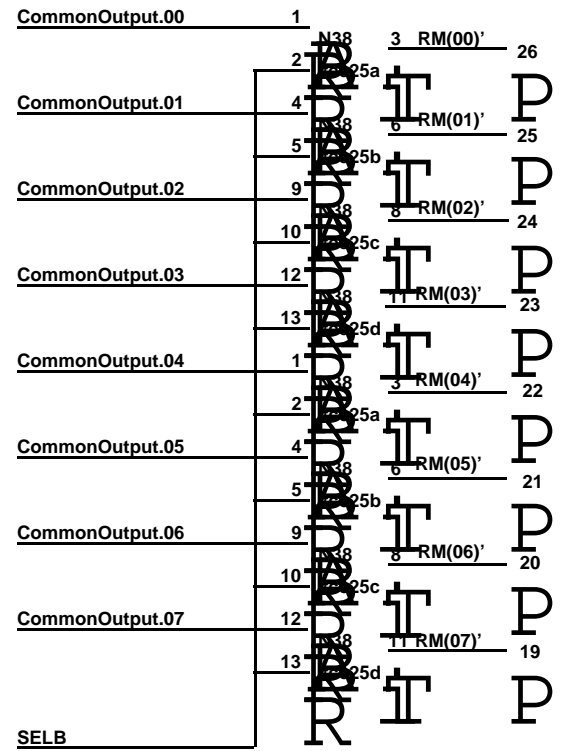 CommonOutput.00 1
N38 3 RM(00)’ 26
2 25a
CommonOutput.01 4
N38 6 RM(01)’ 25
5 25b
CommonOutput.02 9
N38 8 RM(02)’ 24
10 25c
CommonOutput.03 12
N38 11 RM(03)’ 23
13 25d
CommonOutput.04 1
N38 3 RM(04)’ 22
2 25a
CommonOutput.05 4
N38 6 RM(05)’ 21
5 25b
CommonOutput.06 9
N38 8 RM(06)’ 20
10 25c
CommonOutput.07 12
N38 11 RM(07)’ 19
13 25d
SELB